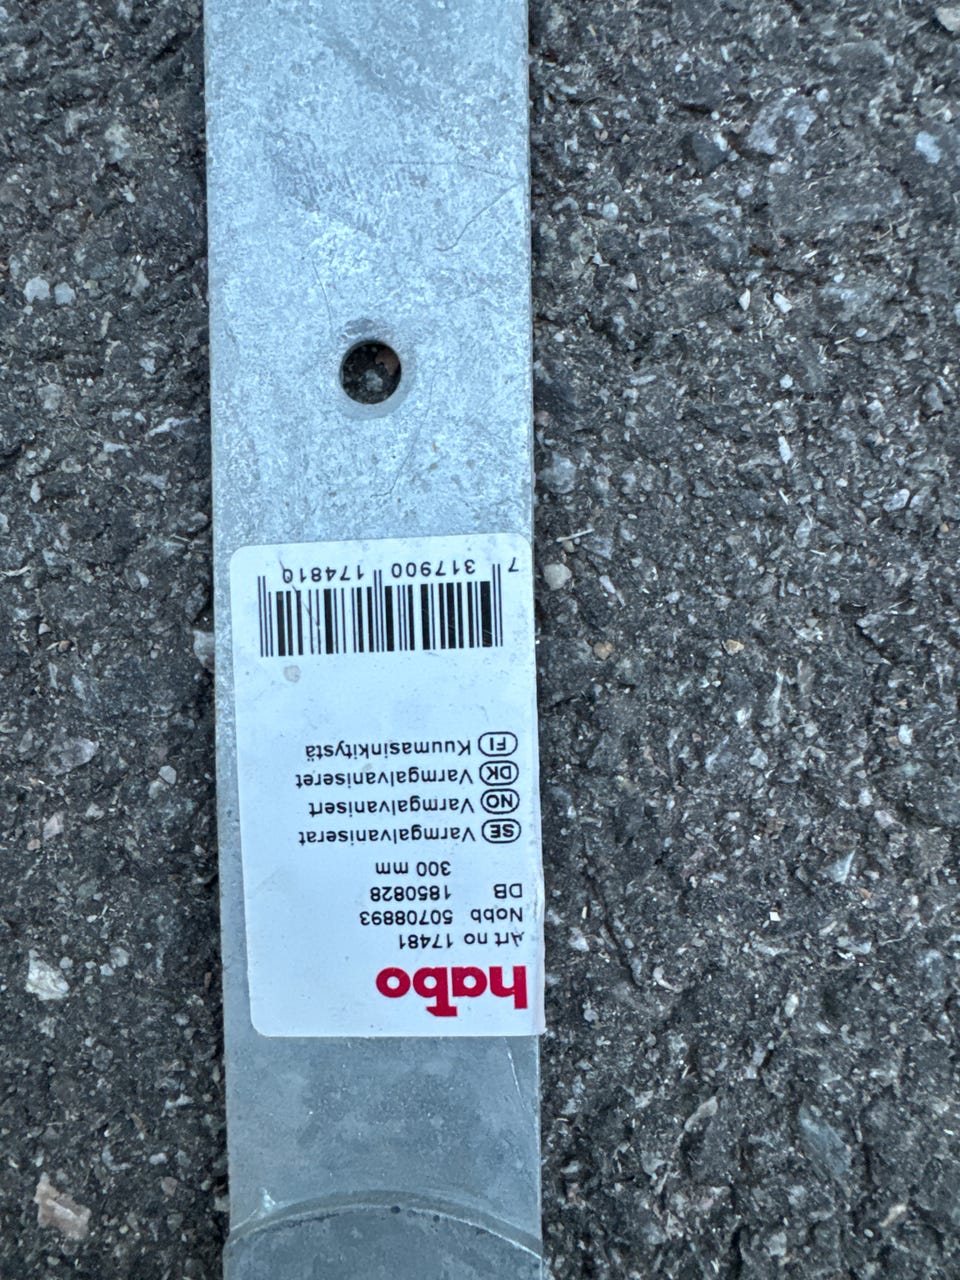 habo
Art no 17481
Nobb 50708893
DB 1850828
300 mm
SE Varmgalvaniserat
NO Varmgalvanisert
DK Varmgalvaniseret
FI Kuumasinkitystä
7 317900 174810